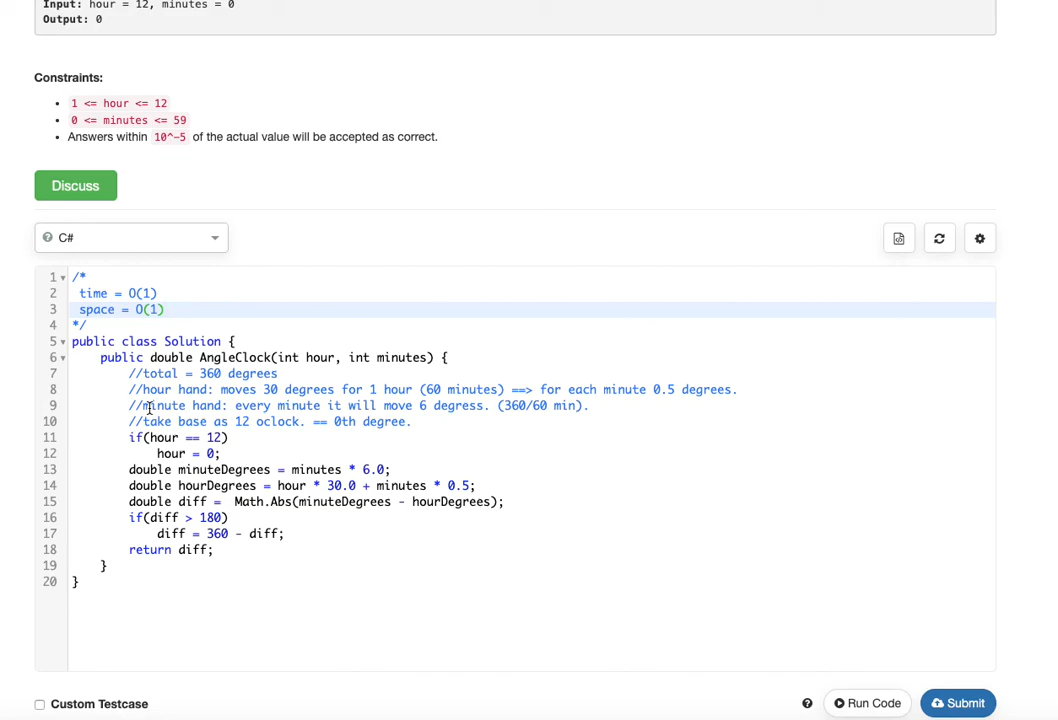 Input: hour = 12, minutes = 0
Output: 0
Constraints:
1 <= hour <= 12
0 <= minutes <= 59
Answers within 10^-5 of the actual value will be accepted as correct.
Discuss
C#
1 /*
2  time = O(1)
3  space = O(1)
4 */
5 public class Solution {
6     public double AngleClock(int hour, int minutes) {
7         //total = 360 degrees
8         //hour hand: moves 30 degrees for 1 hour (60 minutes) ==> for each minute 0.5 degrees.
9         //minute hand: every minute it will move 6 degress. (360/60 min).
10         //take base as 12 oclock. == 0th degree.
11         if(hour == 12)
12             hour = 0;
13         double minuteDegrees = minutes * 6.0;
14         double hourDegrees = hour * 30.0 + minutes * 0.5;
15         double diff =  Math.Abs(minuteDegrees - hourDegrees);
16         if(diff > 180)
17             diff = 360 - diff;
18         return diff;
19     }
20 }
Custom Testcase
? Run Code Submit